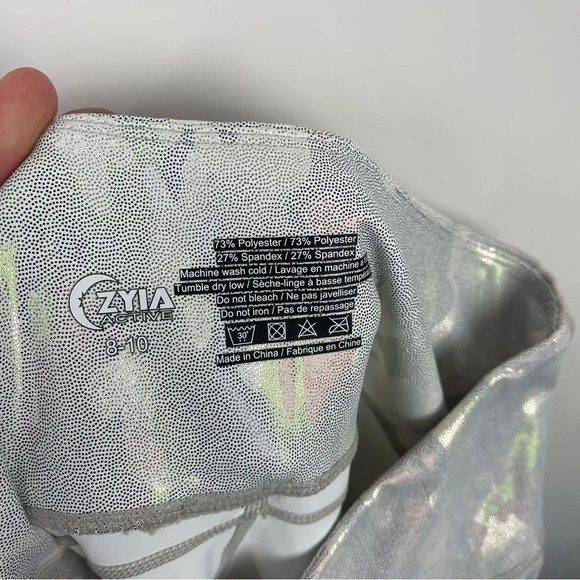 ZYIA
ACTIVE
8-10
73% Polyester / 73% Polyester
27% Spandex / 27% Spandex
Machine wash cold / Lavage en machine à
Tumble dry low / Sèche-linge à basse
Do not bleach / Ne pas javelliser
Do not iron / Pas de repassage
30°
Made in China / Fabrique en Chine